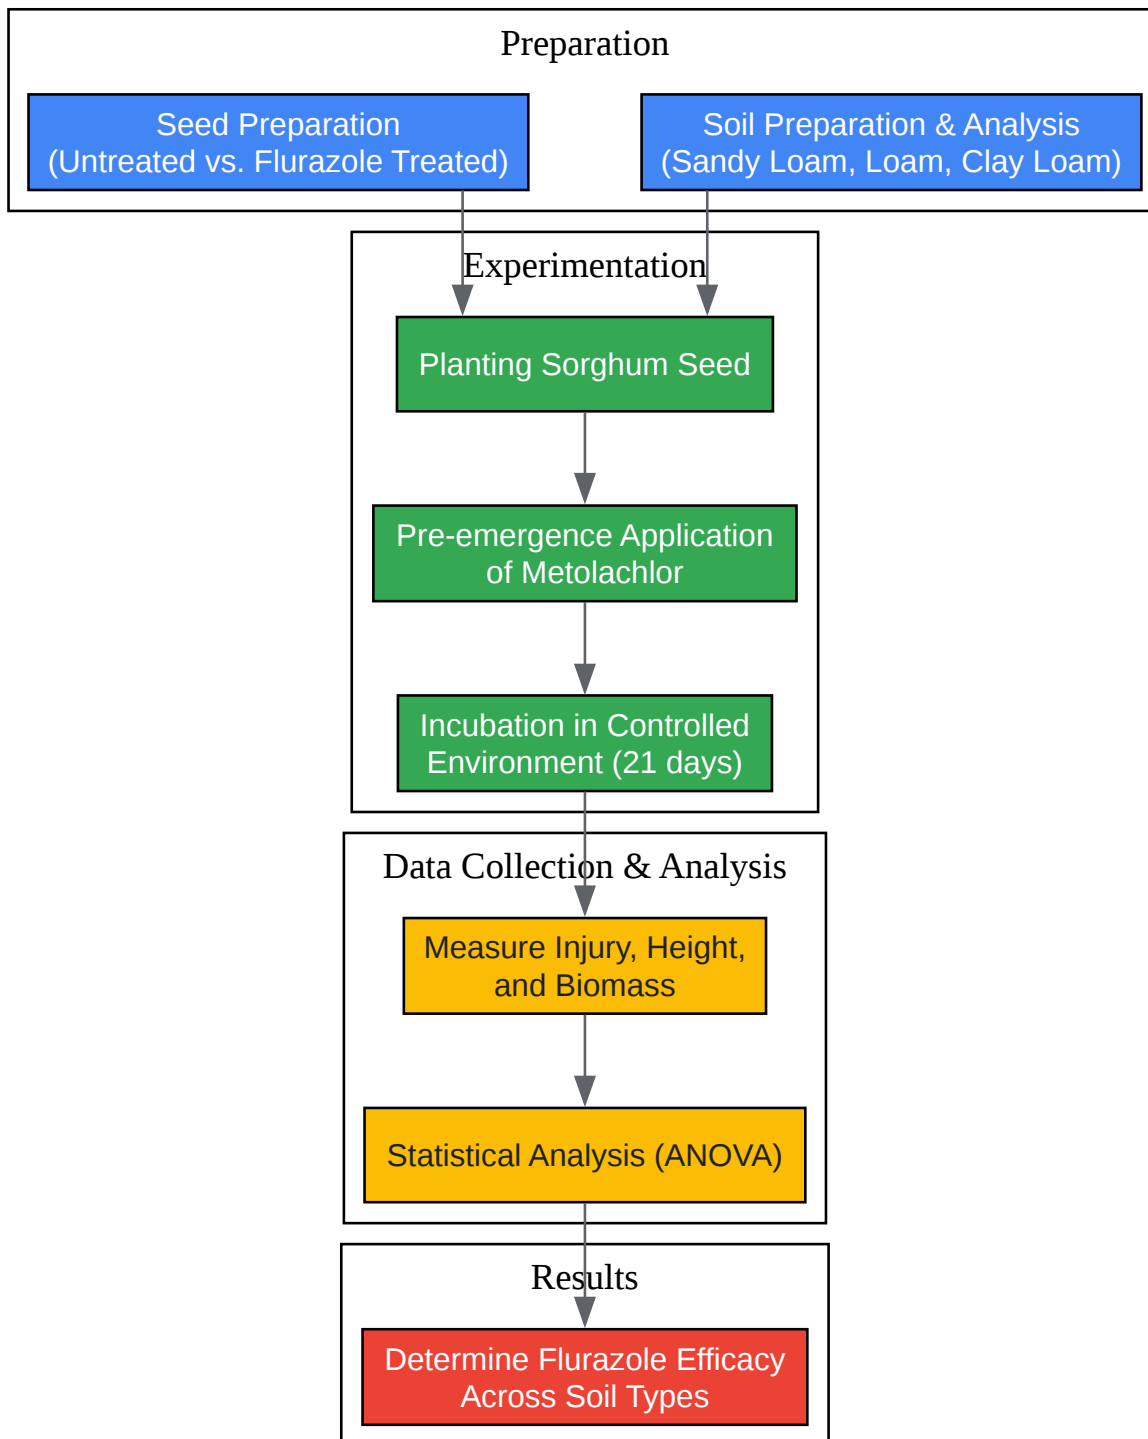 Preparation
Seed Preparation
(Untreated vs. Flurazole Treated)
Soil Preparation & Analysis
(Sandy Loam, Loam, Clay Loam)
Experimentation
Planting Sorghum Seed
Pre-emergence Application
of Metolachlor
Incubation in Controlled
Environment (21 days)
Data Collection & Analysis
Measure Injury, Height,
and Biomass
Statistical Analysis (ANOVA)
Results
Determine Flurazole Efficacy
Across Soil Types